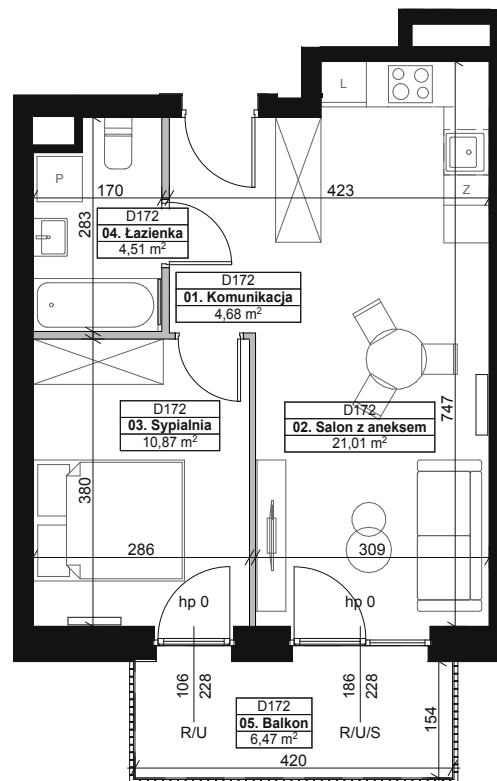 L
P
Z
170
423
283
D172
04. Łazienka
4,51 m²
D172
01. Komunikacja
4,68 m²
D172
03. Sypialnia
10,87 m²
D172
02. Salon z aneksem
21,01 m²
747
380
286
309
hp 0
hp 0
106
228
186
228
R/U
R/U/S
D172
05. Balkon
6,47 m²
154
420